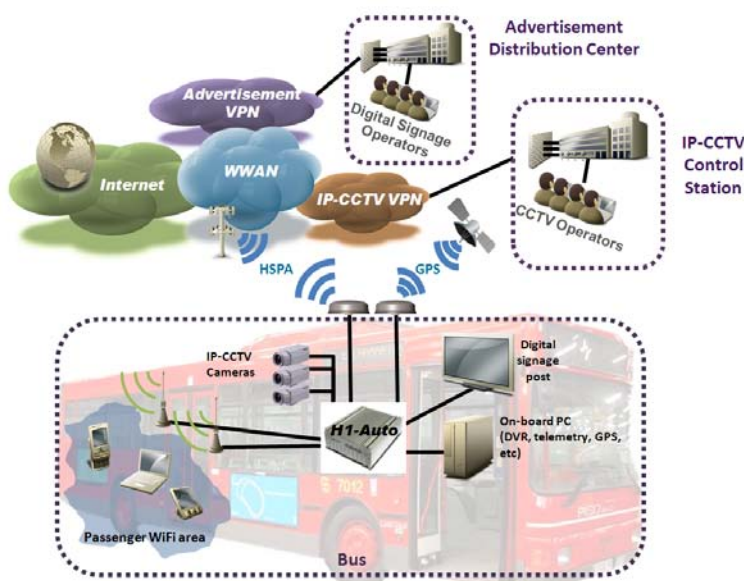 Advertisement
Distribution Center
Advertisement
VPN
Digital Signage
Operators
Internet
WWAN
IP-CCTV VPN
CCTV Operators
IP-CCTV
Control
Station
HSPA
GPS
IP-CCTV
Cameras
Digital
signage
post
H1-Auto
On-board PC
(DVR, telemetry, GPS,
etc)
7012
Passenger WiFi area
Bus